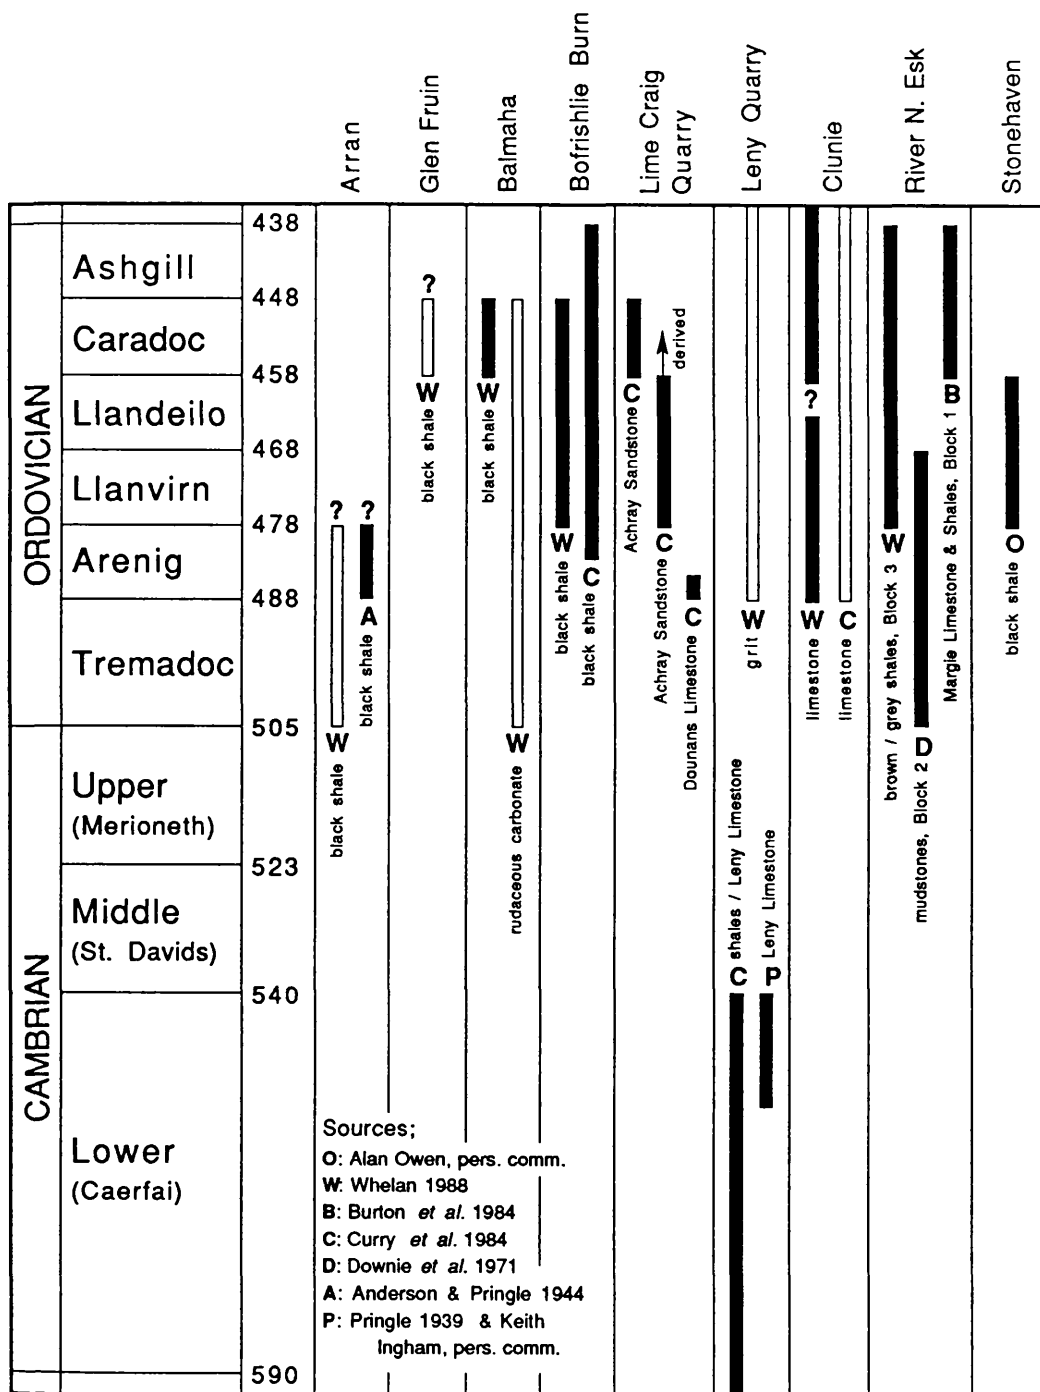 Arran
Glen Fruin
Balmaha
Bofrishlie Burn
Lime Craig
Quarry
Leny Quarry
Clunie
River N. Esk
Stonehaven
ORDOVICIAN
CAMBRIAN
438
Ashgill
448
Caradoc
458
Llandeilo
468
Llanvirn
478
Arenig
488
Tremadoc
505
Upper
(Merioneth)
523
Middle
(St. Davids)
540
Lower
(Caerfai)
590
?
W
black shale
?
A
black shale
?
W
black shale
W
black shale
W
rudaceous carbonate
W
black shale
C
black shale
C
Achray Sandstone
derived
C
Achray Sandstone
C
Dounans Limestone
W
grit
C
shales / Leny Limestone
P
Leny Limestone
?
W
limestone
C
limestone
W
brown / grey shales, Block 3
D
mudstones, Block 2
B
Margie Limestone & Shales, Block 1
O
black shale
Sources;
O: Alan Owen, pers. comm.
W: Whelan 1988
B: Burton et al. 1984
C: Curry et al. 1984
D: Downie et al. 1971
A: Anderson & Pringle 1944
P: Pringle 1939 & Keith
Ingham, pers. comm.